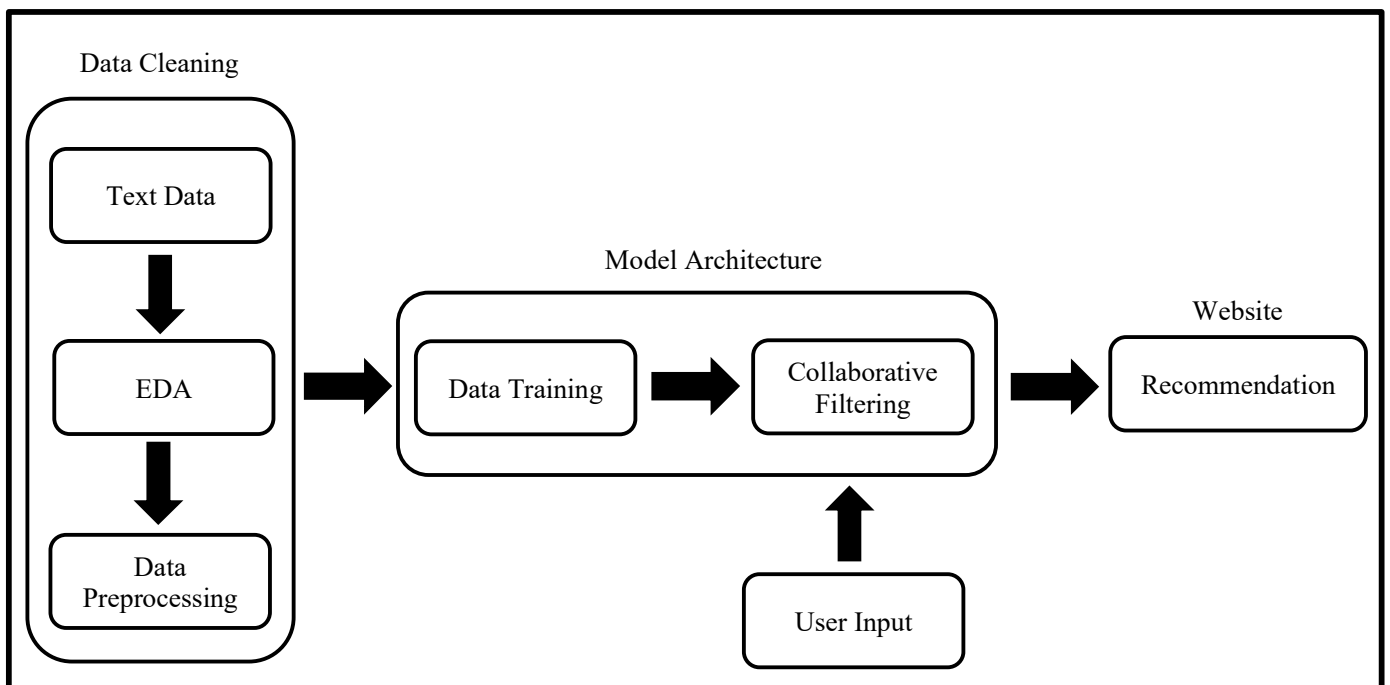 Data Cleaning
Text Data
EDA
Data
Preprocessing
Model Architecture
Data Training
Collaborative
Filtering
User Input
Website
Recommendation